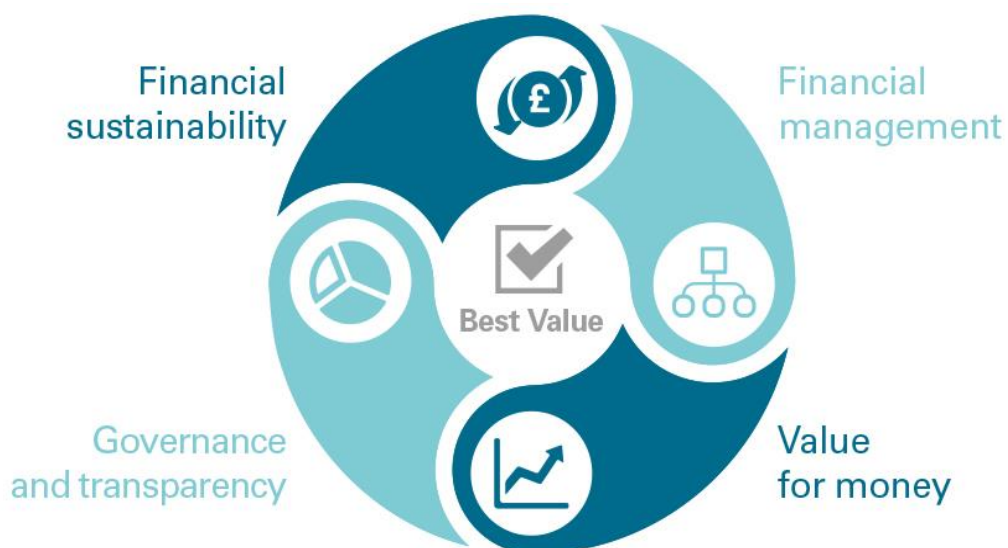 Financial
sustainability
Financial
management
£
Best Value
Governance
and transparency
Value
for money